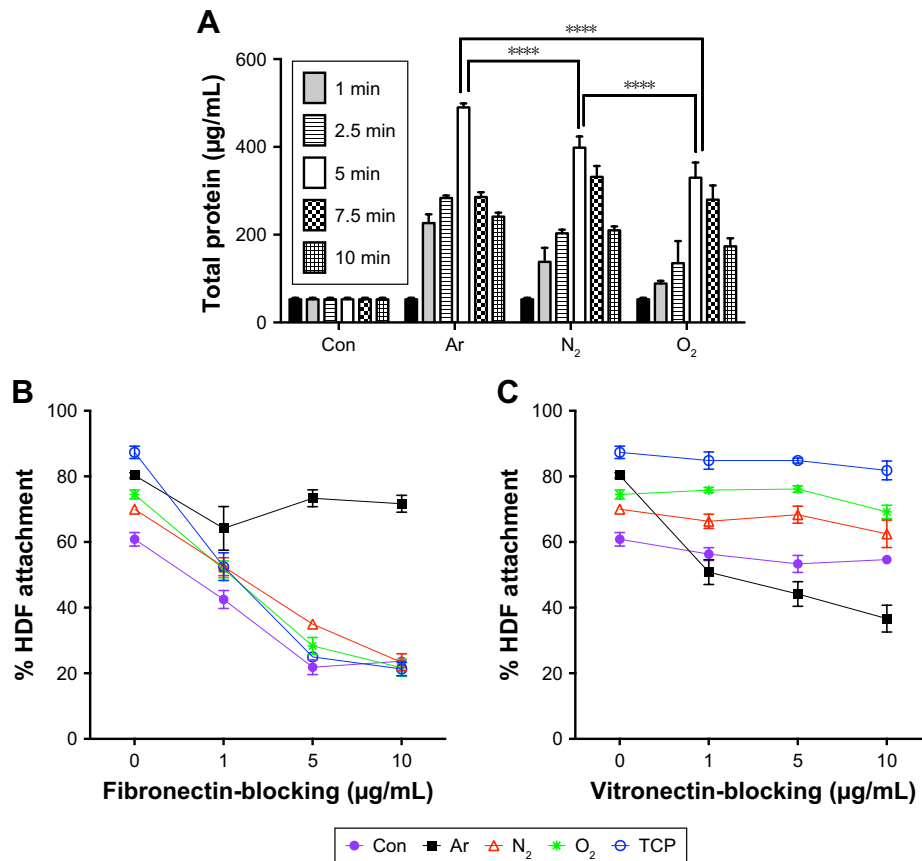 A
Total protein (µg/mL)
600
400
200
0
1 min
2.5 min
5 min
7.5 min
10 min
****
****
****
Con Ar N₂ O₂
B
% HDF attachment
100
80
60
40
20
0
0 1 5 10
Fibronectin-blocking (µg/mL)
C
% HDF attachment
100
80
60
40
20
0
0 1 5 10
Vitronectin-blocking (µg/mL)
Con Ar N₂ O₂ TCP